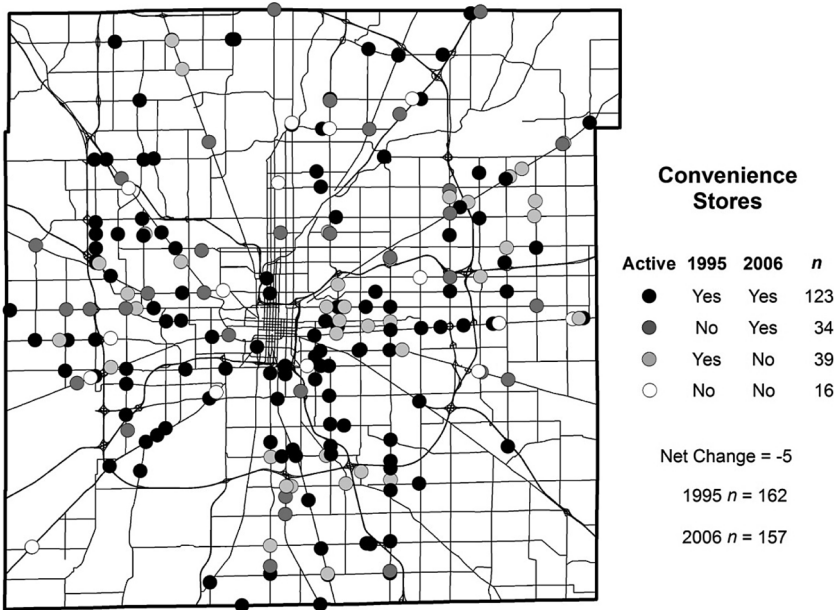 Convenience
Stores
Active 1995 2006 n
Yes Yes 123
No Yes 34
Yes No 39
No No 16
Net Change = -5
1995 n = 162
2006 n = 157